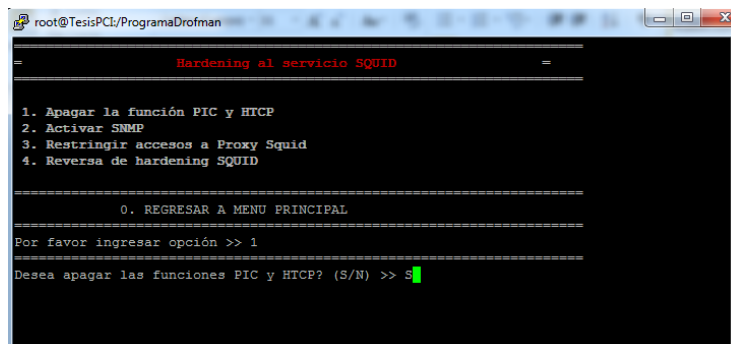 root@TesisPCI:/ProgramaDrofman
= Hardening al servicio SQUID =
1. Apagar la función PIC y HTCP
2. Activar SNMP
3. Restringir accesos a Proxy Squid
4. Reversa de hardening SQUID
0. REGRESAR A MENU PRINCIPAL
Por favor ingresar opción >> 1
Desea apagar las funciones PIC y HTCP? (S/N) >> S